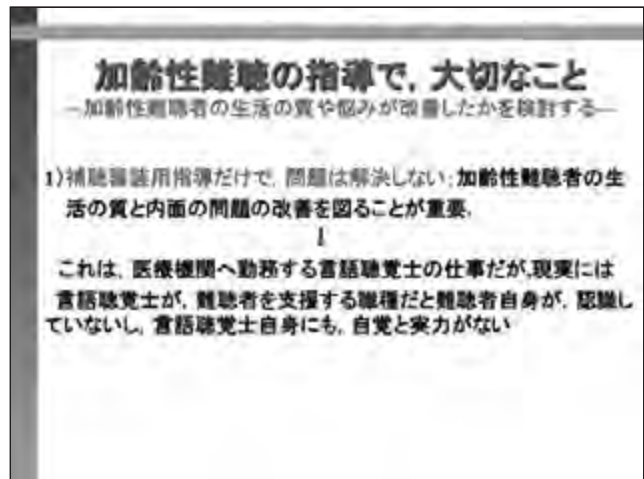 加齢性難聴の指導で，大切なこと
―加齢性難聴者の生活の質や悩みが改善したかを検討する―
1)補聴器装用指導だけで，問題は解決しない：加齢性難聴者の生
活の質と内面の問題の改善を図ることが重要．
これは，医療機関へ勤務する言語聴覚士の仕事だが，現実には
言語聴覚士が，難聴者を支援する職種だと難聴者自身が，認識し
ていないし，言語聴覚士自身にも，自覚と実力がない